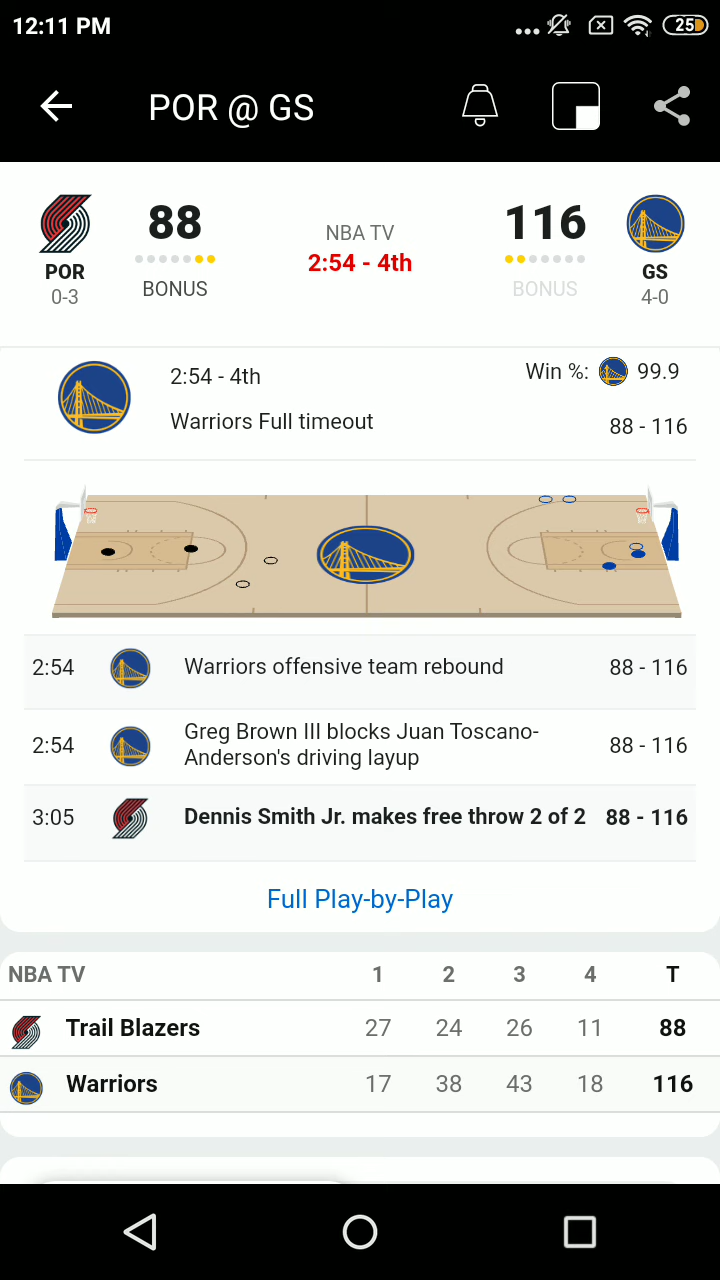 12:11 PM
25
POR @ GS
88
116
NBA TV
2:54 - 4th
POR
0-3
BONUS
BONUS
GS
4-0
2:54 - 4th
Win %: 99.9
Warriors Full timeout
88 - 116
2:54 Warriors offensive team rebound 88 - 116
2:54 Greg Brown III blocks Juan Toscano-
Anderson's driving layup 88 - 116
3:05 Dennis Smith Jr. makes free throw 2 of 2 88 - 116
Full Play-by-Play
NBA TV 1 2 3 4 T
Trail Blazers 27 24 26 11 88
Warriors 17 38 43 18 116